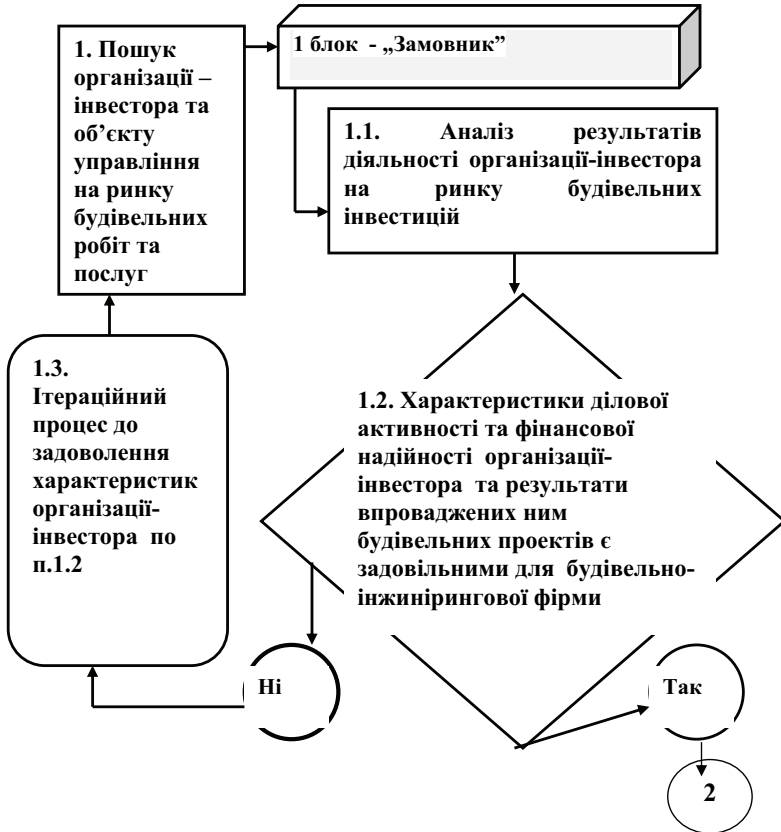 1. Пошук
організації –
інвестора та
об’єкту
управління
на ринку
будівельних
робіт та
послуг
1 блок - „Замовник”
1.1. Аналіз результатів
діяльності організації-інвестора
на ринку будівельних
інвестицій
1.2. Характеристики ділової
активності та фінансової
надійності організації-
інвестора та результати
впроваджених ним
будівельних проектів є
задовільними для будівельно-
інжинірингової фірми
1.3.
Ітераційний
процес до
задоволення
характеристик
організації-
інвестора по
п.1.2
Ні
Так
2